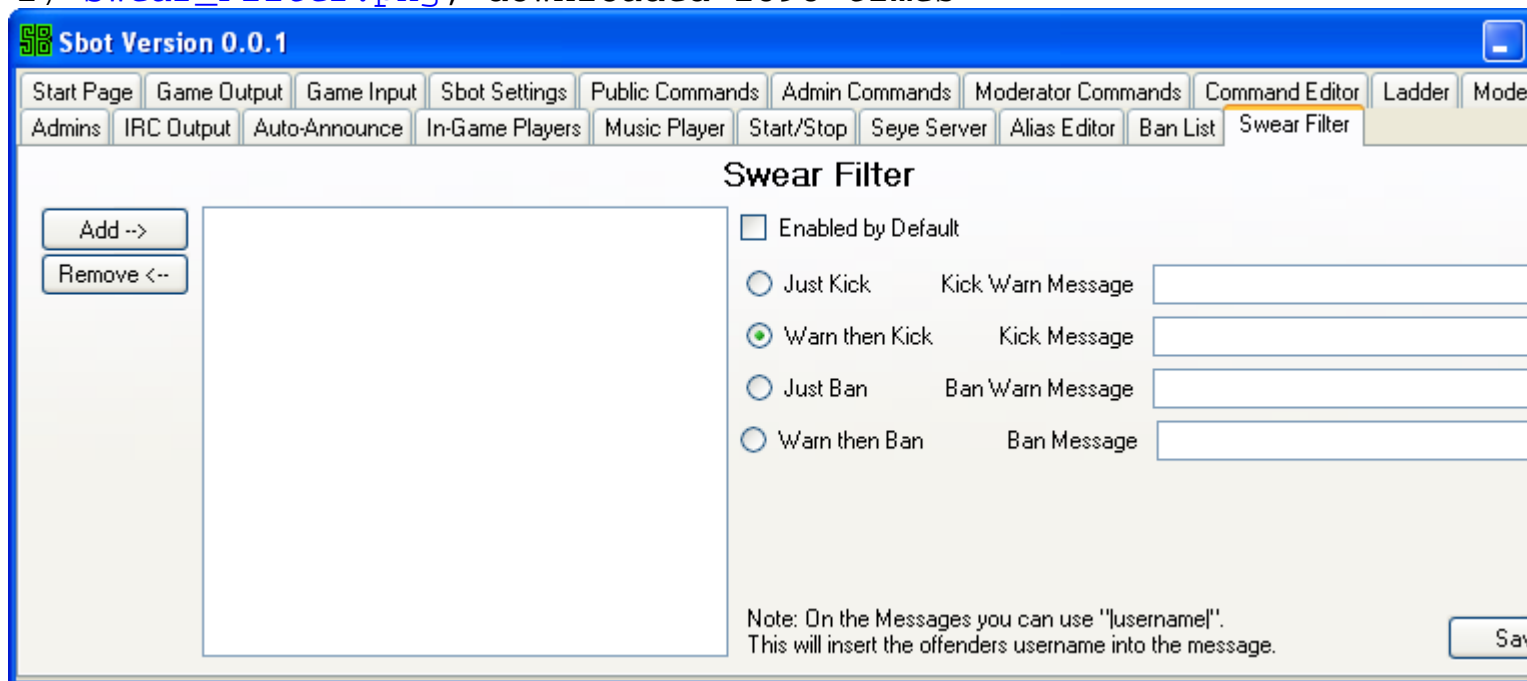 Sbot Version 0.0.1
Start Page Game Output Game Input Sbot Settings Public Commands Admin Commands Moderator Commands Command Editor Ladder Mode
Admins IRC Output Auto-Announce In-Game Players Music Player Start/Stop Seye Server Alias Editor Ban List Swear Filter
Swear Filter
Add -->
Remove <--
Enabled by Default
Just Kick Kick Warn Message
Warn then Kick Kick Message
Just Ban Ban Warn Message
Warn then Ban Ban Message
Note: On the Messages you can use "|username|".
This will insert the offenders username into the message.
Sav